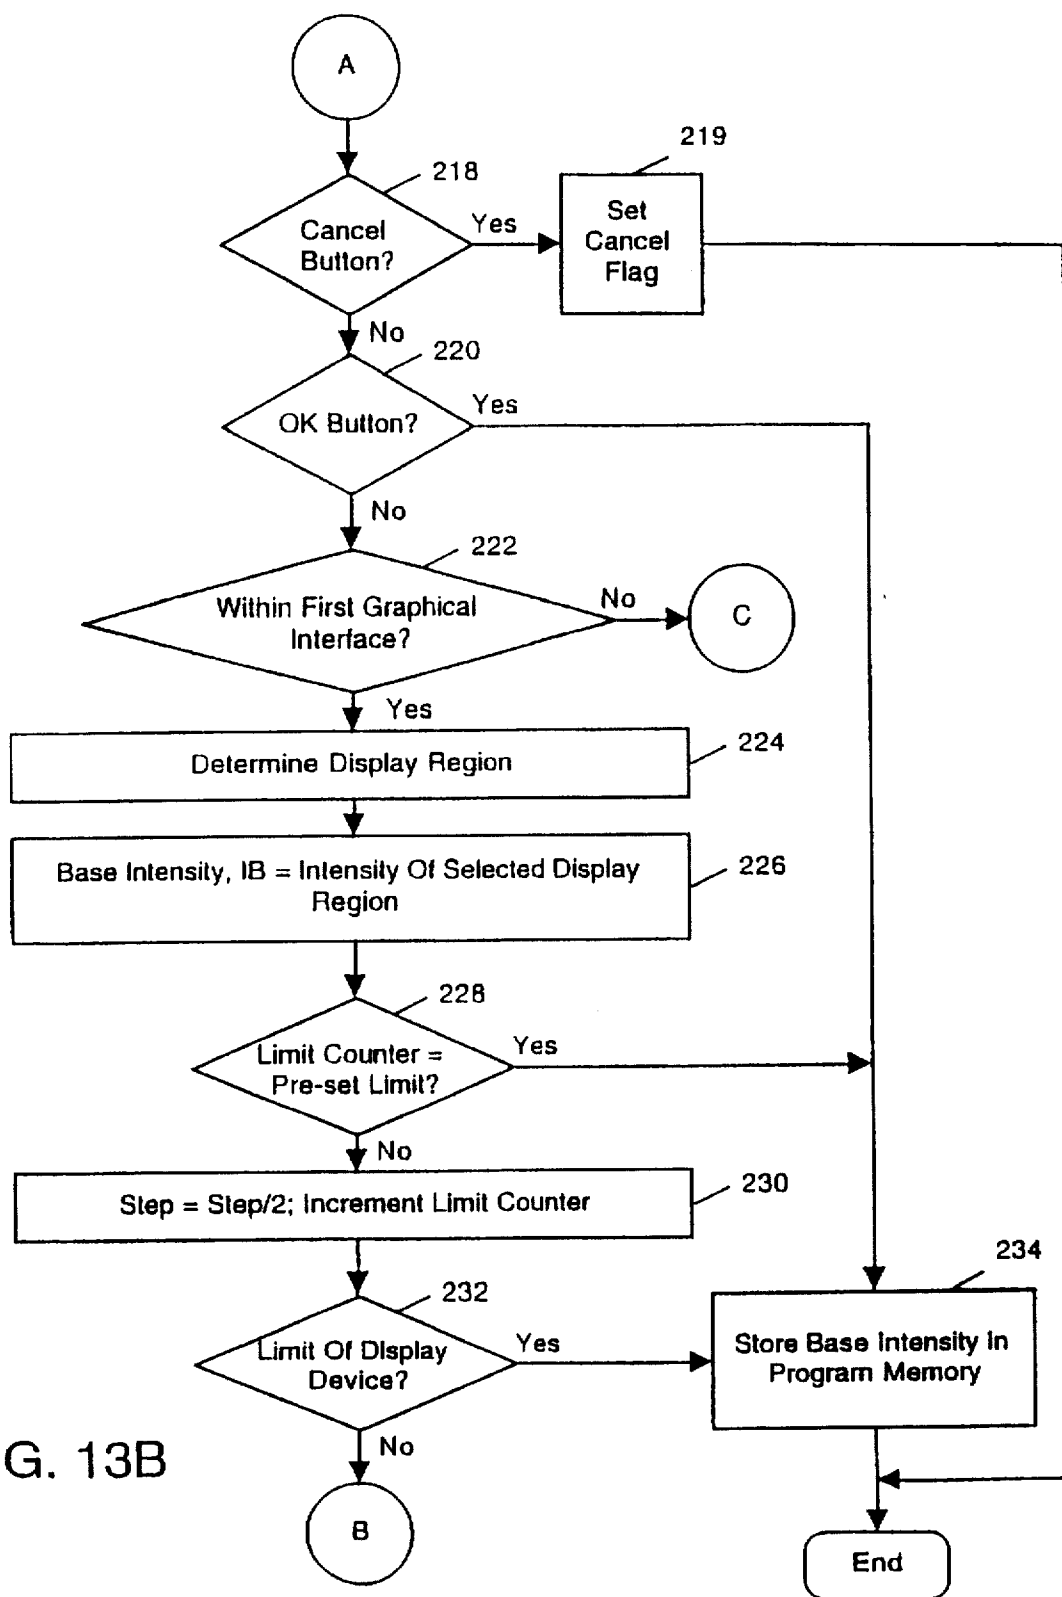 A
218
219
Cancel
Button?
Yes
Set
Cancel
Flag
No
220
OK Button?
Yes
No
222
Within First Graphical
Interface?
No
C
Yes
224
Determine Display Region
Base Intensity, IB = Intensity Of Selected Display
Region
226
228
Limit Counter =
Pre-set Limit?
Yes
No
Step = Step/2; Increment Limit Counter
230
232
Limit Of Display
Device?
Yes
234
Store Base Intensity in
Program Memory
No
G. 13B
B
End